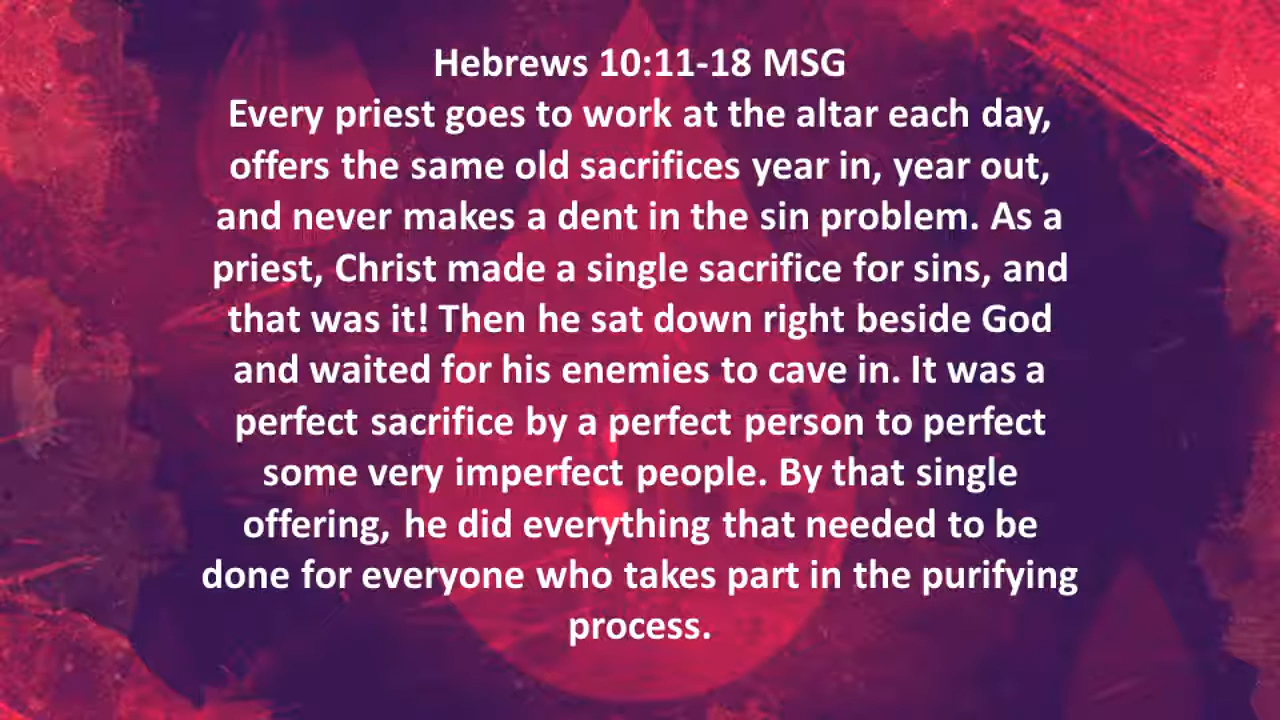 Hebrews 10:11-18 MSG
Every priest goes to work at the altar each day,
offers the same old sacrifices year in, year out,
and never makes a dent in the sin problem. As a
priest, Christ made a single sacrifice for sins, and
that was it! Then he sat down right beside God
and waited for his enemies to cave in. It was a
perfect sacrifice by a perfect person to perfect
some very imperfect people. By that single
offering, he did everything that needed to be
done for everyone who takes part in the purifying
process.